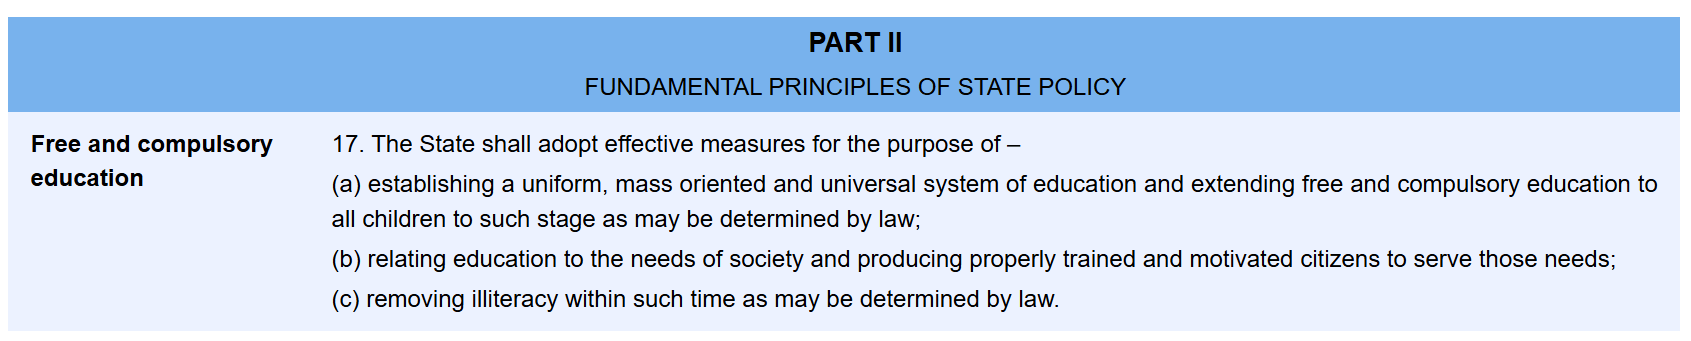 PART II
FUNDAMENTAL PRINCIPLES OF STATE POLICY
Free and compulsory
education
17. The State shall adopt effective measures for the purpose of –
(a) establishing a uniform, mass oriented and universal system of education and extending free and compulsory education to
all children to such stage as may be determined by law;
(b) relating education to the needs of society and producing properly trained and motivated citizens to serve those needs;
(c) removing illiteracy within such time as may be determined by law.